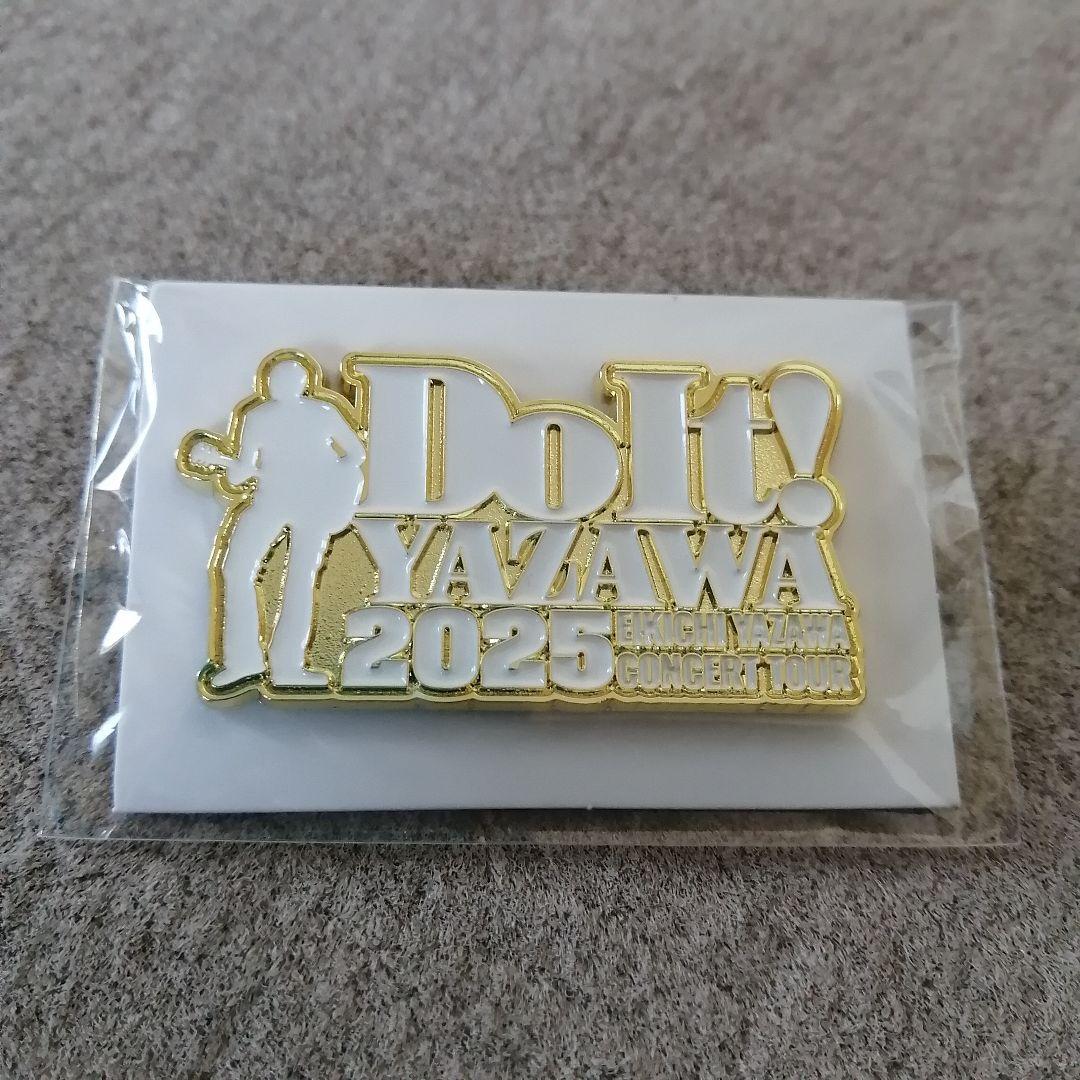 Do It!
YAZAWA
2025 EIKICHI YAZAWA
CONCERT TOUR